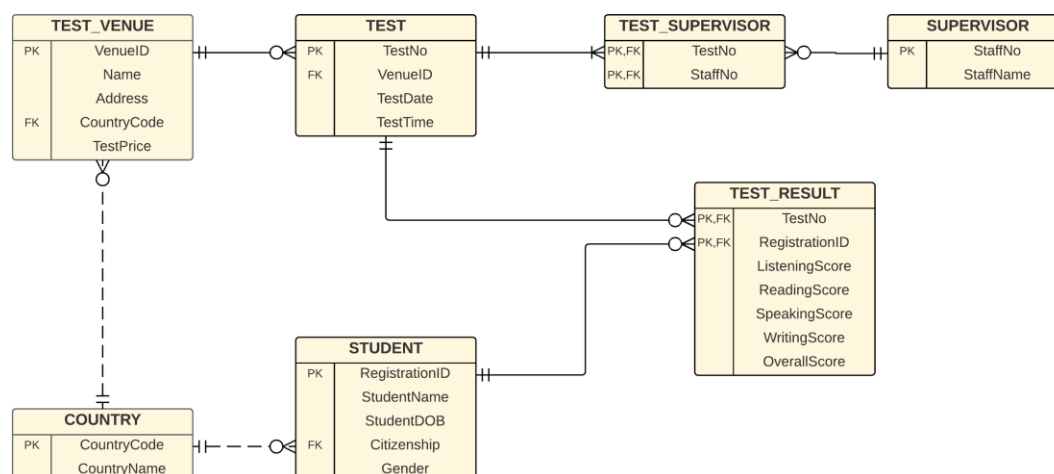 TEST_VENUE
PK VenueID
Name
Address
FK CountryCode
TestPrice
TEST
PK TestNo
FK VenueID
TestDate
TestTime
TEST_SUPERVISOR
PK,FK TestNo
PK,FK StaffNo
SUPERVISOR
PK StaffNo
StaffName
TEST_RESULT
PK,FK TestNo
PK,FK RegistrationID
ListeningScore
ReadingScore
SpeakingScore
WritingScore
OverallScore
STUDENT
PK RegistrationID
StudentName
StudentDOB
FK Citizenship
Gender
COUNTRY
PK CountryCode
CountryName